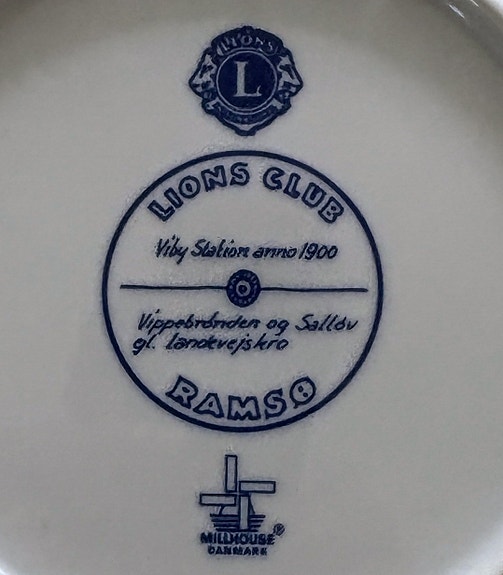 LIONS
L
LIONS CLUB
Viby Station anno 1900
Vippebrønden og Salløv
gl. landevejskro
RAMSØ
MILLHOUSE ®
DANMARK